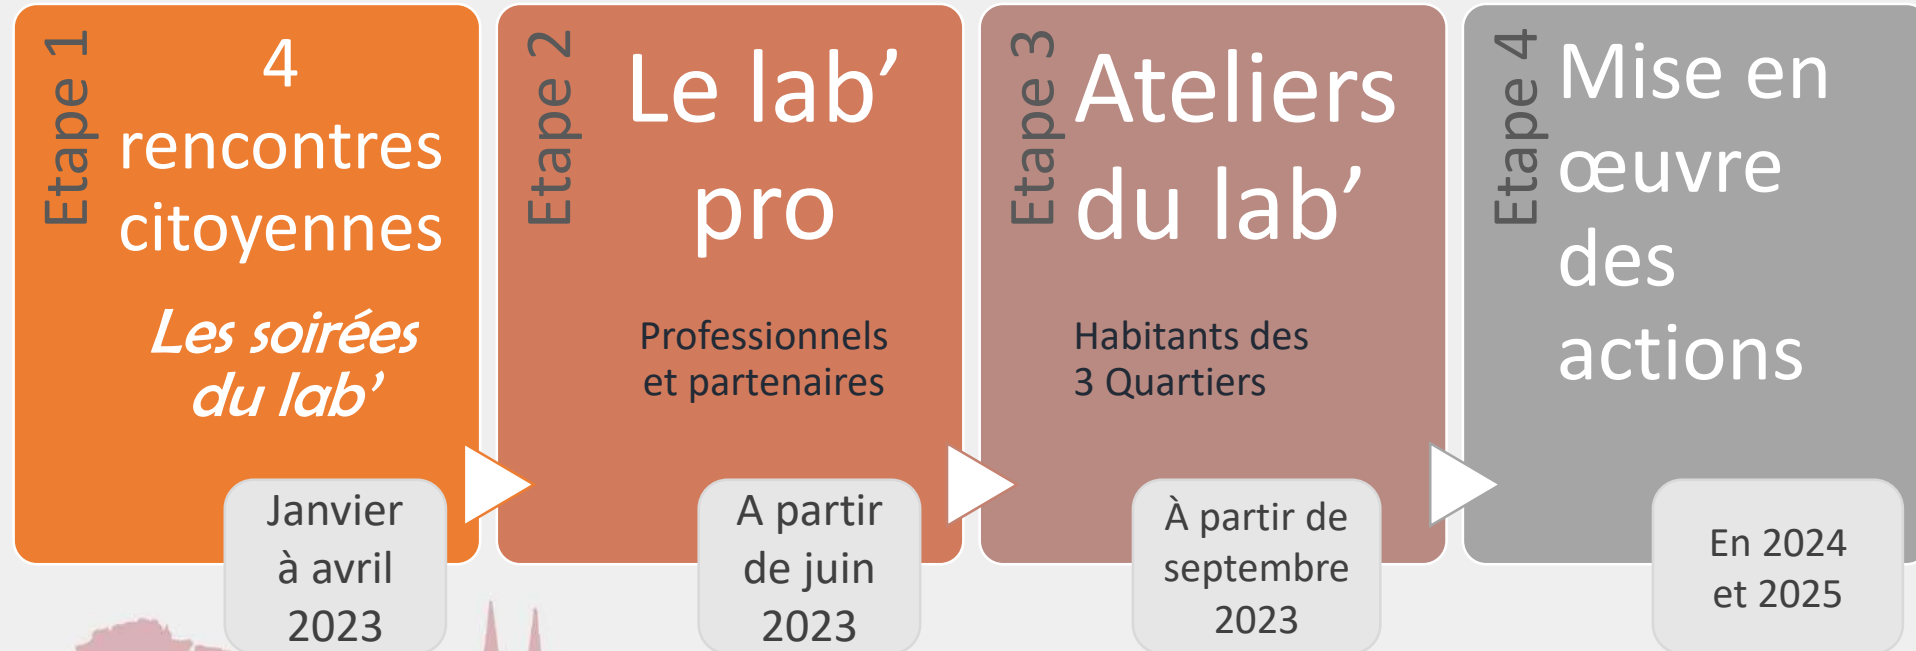 Etape 1
4
rencontres
citoyennes
Les soirées
du lab’
Janvier
à avril
2023
Etape 2
Le lab’
pro
Professionnels
et partenaires
A partir
de juin
2023
Etape 3
Ateliers
du lab’
Habitants des
3 Quartiers
À partir de
septembre
2023
Etape 4
Mise en
œuvre
des
actions
En 2024
et 2025